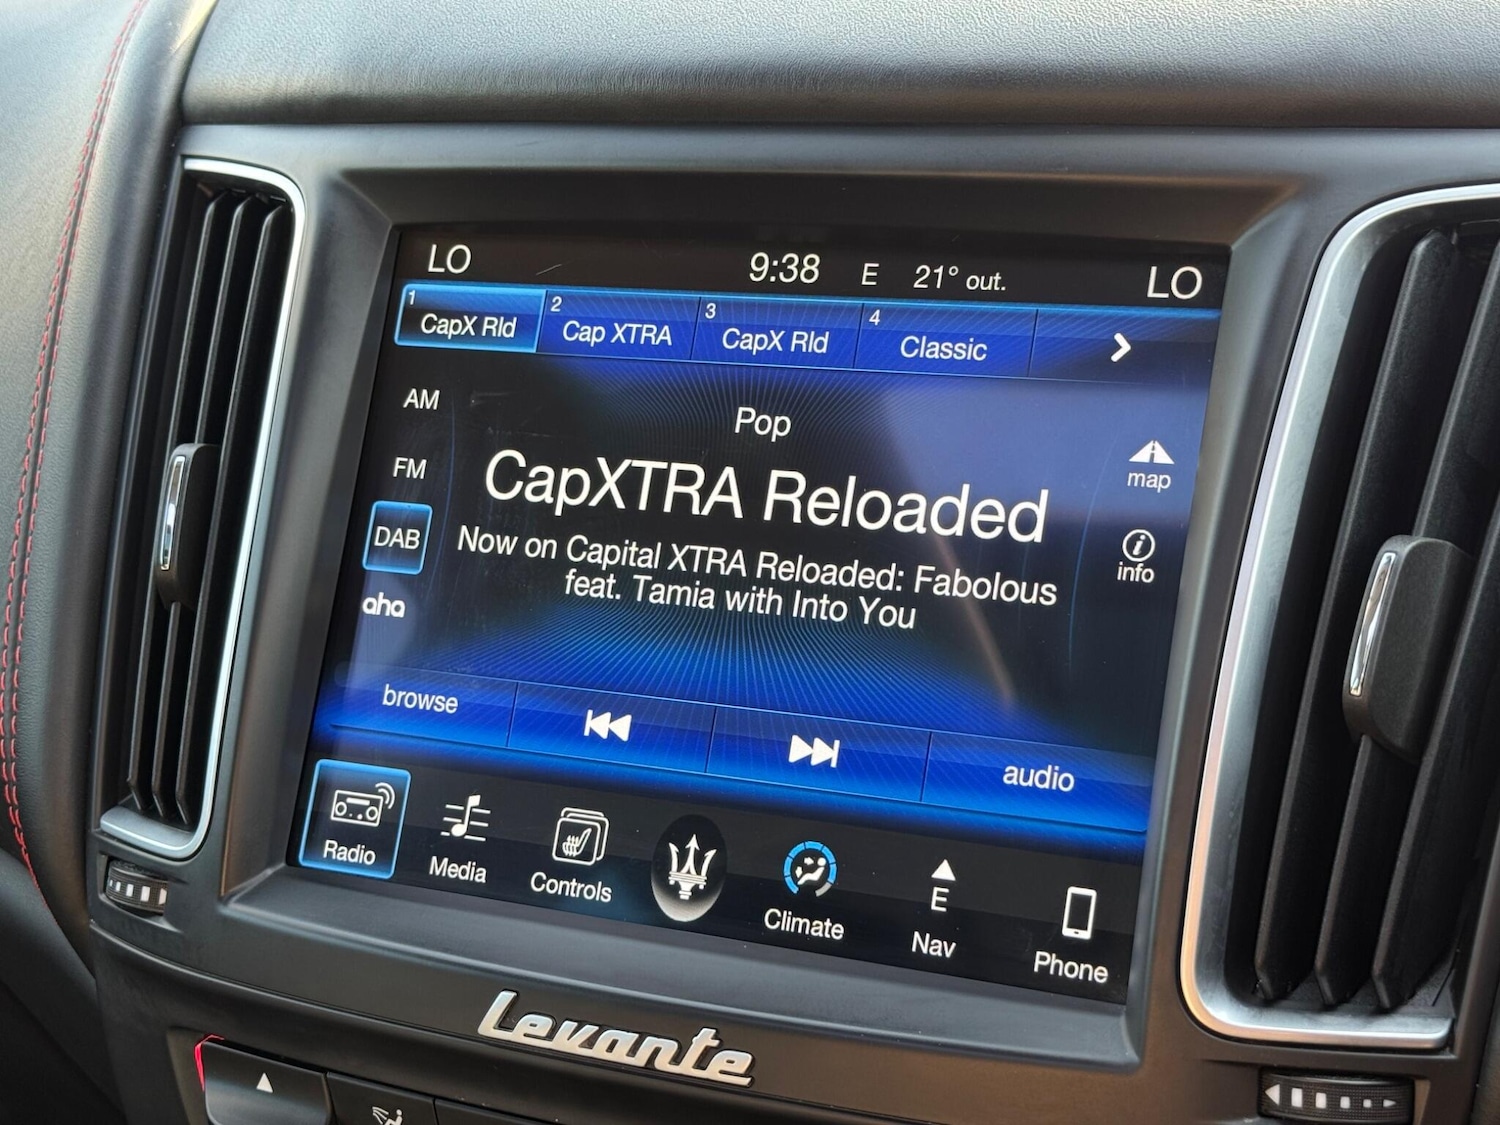 LO 9:38 E 21° out. LO
1 CapX Rld 2 Cap XTRA 3 CapX Rld 4 Classic
AM
FM
DAB
aha
Pop
CapXTRA Reloaded
Now on Capital XTRA Reloaded: Fabolous
feat. Tamia with Into You
map
info
browse audio
Radio Media Controls Climate E Nav Phone
Levante